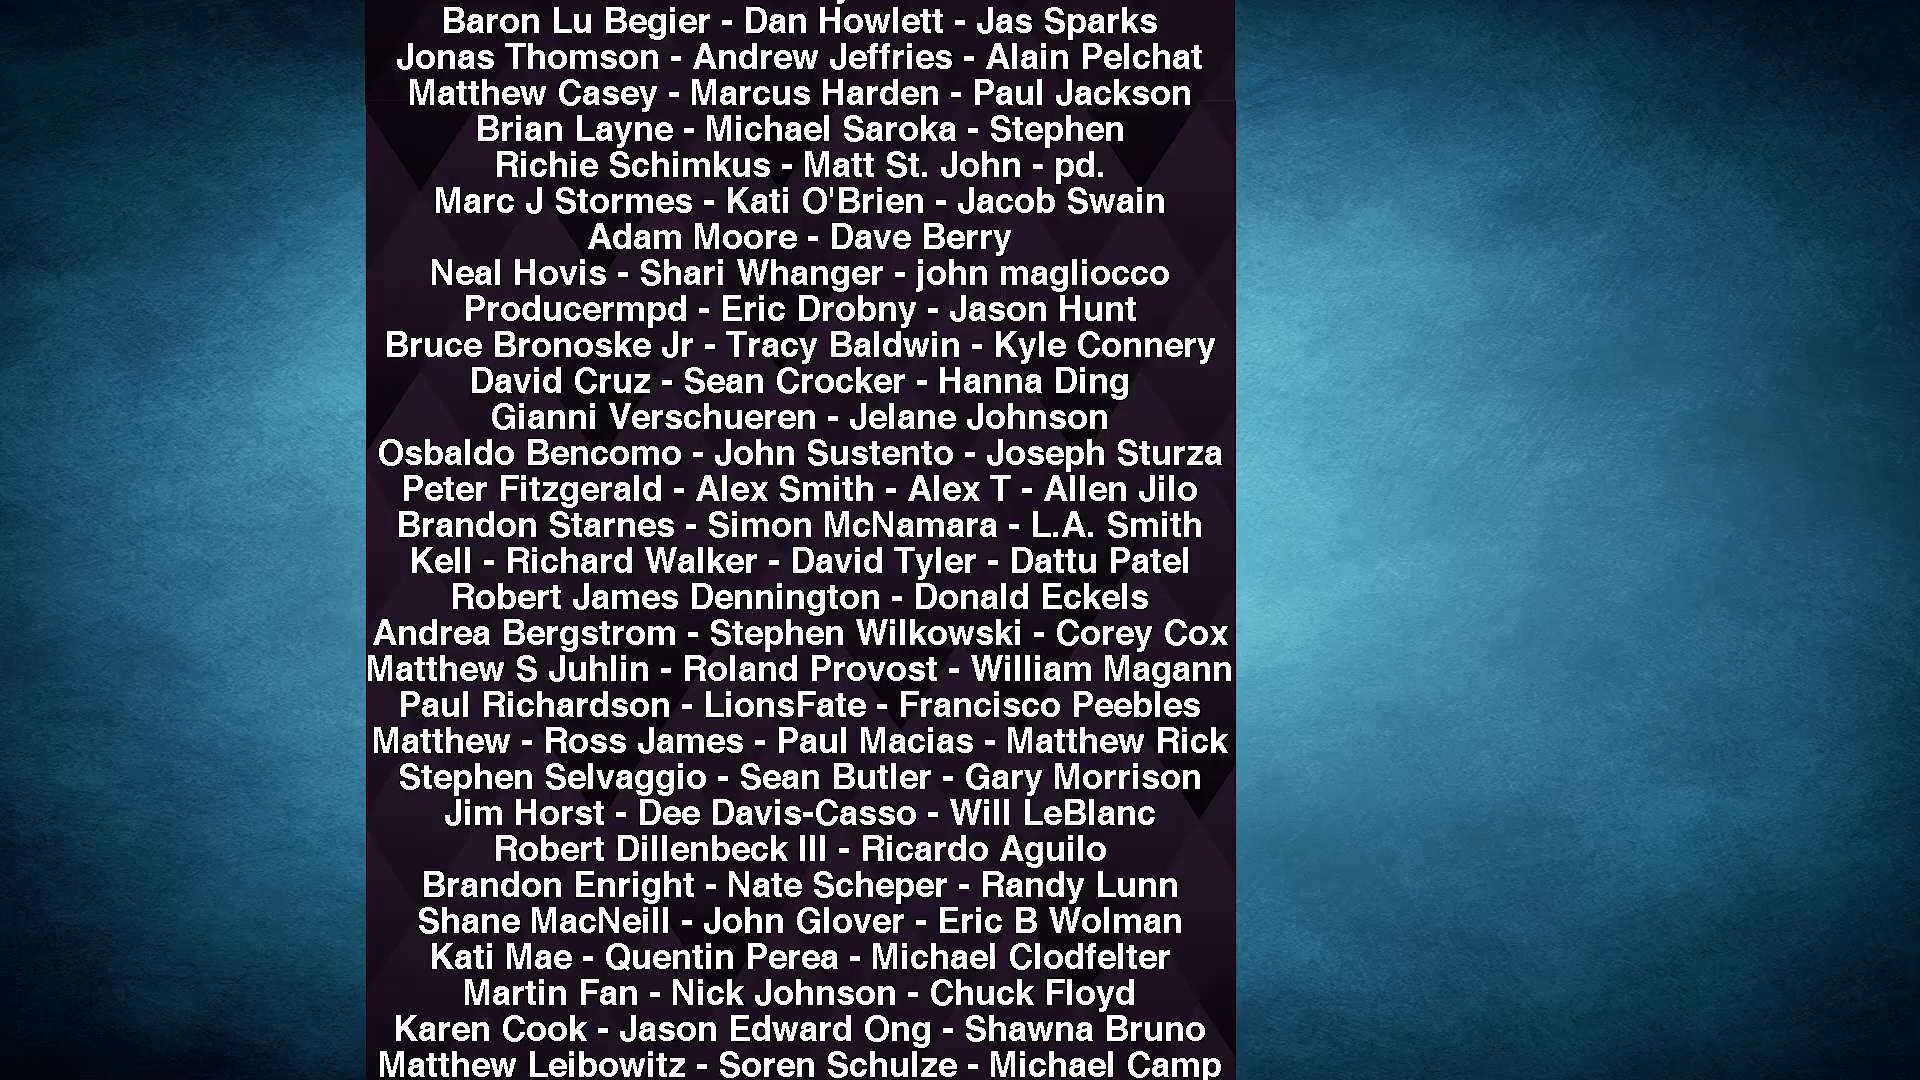 Baron Lu Begier - Dan Howlett - Jas Sparks
Jonas Thomson - Andrew Jeffries - Alain Pelchat
Matthew Casey - Marcus Harden - Paul Jackson
Brian Layne - Michael Saroka - Stephen
Richie Schimkus - Matt St. John - pd.
Marc J Stormes - Kati O'Brien - Jacob Swain
Adam Moore - Dave Berry
Neal Hovis - Shari Whanger - john magliocco
Producermpd - Eric Drobny - Jason Hunt
Bruce Bronoske Jr - Tracy Baldwin - Kyle Connery
David Cruz - Sean Crocker - Hanna Ding
Gianni Verschueren - Jelane Johnson
Osbaldo Bencomo - John Sustento - Joseph Sturza
Peter Fitzgerald - Alex Smith - Alex T - Allen Jilo
Brandon Starnes - Simon McNamara - L.A. Smith
Kell - Richard Walker - David Tyler - Dattu Patel
Robert James Dennington - Donald Eckels
Andrea Bergstrom - Stephen Wilkowski - Corey Cox
Matthew S Juhlin - Roland Provost - William Magann
Paul Richardson - LionsFate - Francisco Peebles
Matthew - Ross James - Paul Macias - Matthew Rick
Stephen Selvaggio - Sean Butler - Gary Morrison
Jim Horst - Dee Davis-Casso - Will LeBlanc
Robert Dillenbeck III - Ricardo Aguilo
Brandon Enright - Nate Scheper - Randy Lunn
Shane MacNeill - John Glover - Eric B Wolman
Kati Mae - Quentin Perea - Michael Clodfelter
Martin Fan - Nick Johnson - Chuck Floyd
Karen Cook - Jason Edward Ong - Shawna Bruno
Matthew Leibowitz - Soren Schulze - Michael Camp